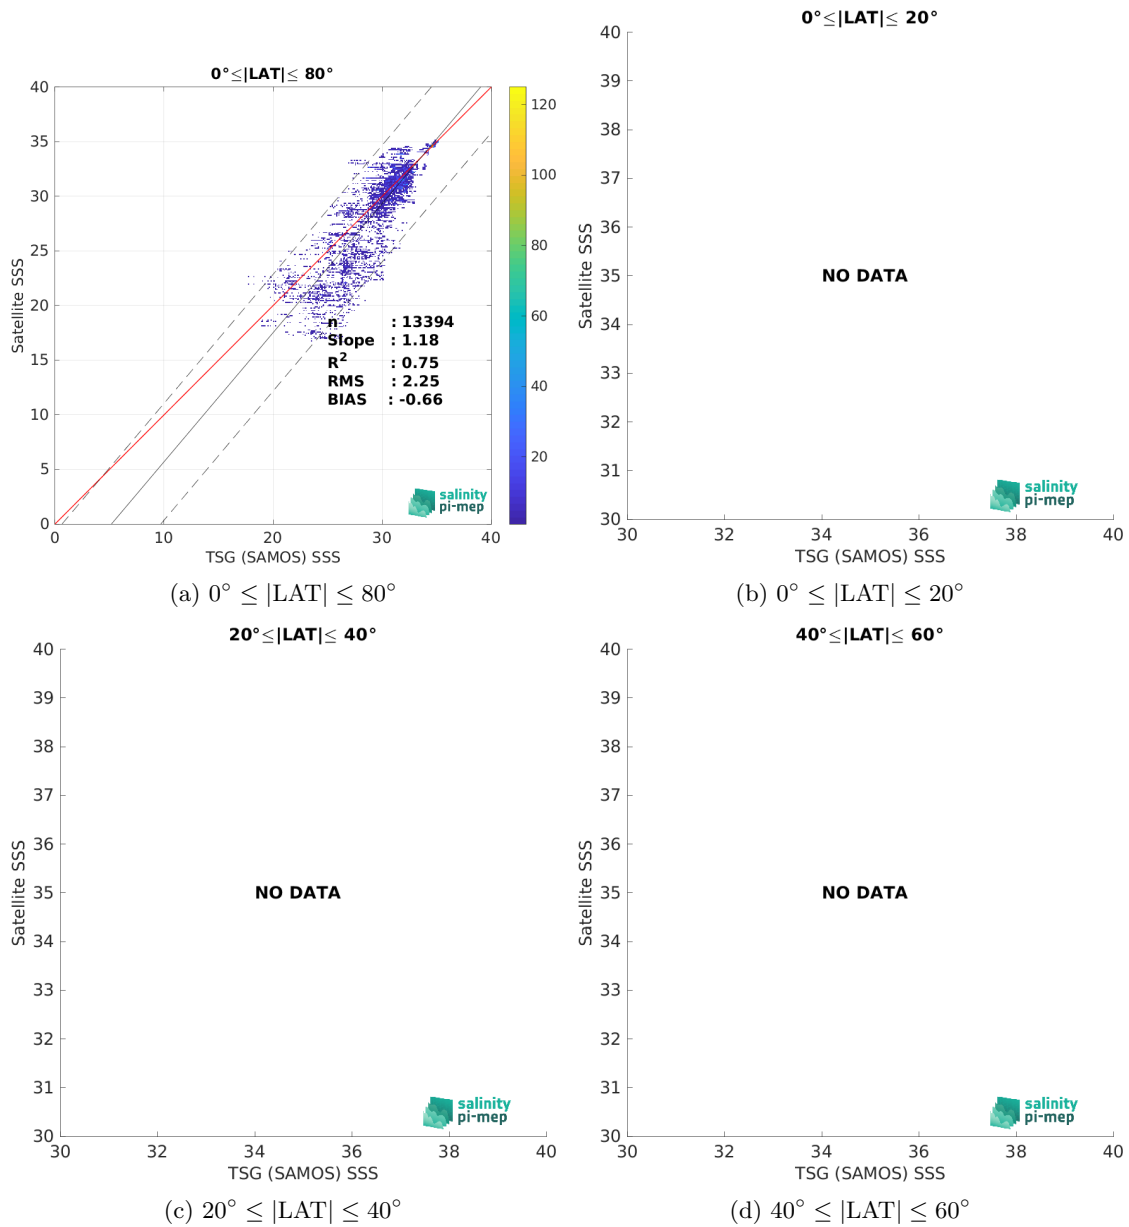 0°≤|LAT|≤ 80°
40
35
30
25
20
15
10
5
0
Satellite SSS
n : 13394
Slope : 1.18
R² : 0.75
RMS : 2.25
BIAS : -0.66
salinity
pi-mep
0 10 20 30 40
TSG (SAMOS) SSS
120
100
80
60
40
20
(a) 0° ≤ |LAT| ≤ 80°
0°≤|LAT|≤ 20°
40
39
38
37
36
35
34
33
32
31
30
Satellite SSS
NO DATA
salinity
pi-mep
30 32 34 36 38 40
TSG (SAMOS) SSS
(b) 0° ≤ |LAT| ≤ 20°
20°≤|LAT|≤ 40°
40
39
38
37
36
35
34
33
32
31
30
Satellite SSS
NO DATA
salinity
pi-mep
30 32 34 36 38 40
TSG (SAMOS) SSS
(c) 20° ≤ |LAT| ≤ 40°
40°≤|LAT|≤ 60°
40
39
38
37
36
35
34
33
32
31
30
Satellite SSS
NO DATA
salinity
pi-mep
30 32 34 36 38 40
TSG (SAMOS) SSS
(d) 40° ≤ |LAT| ≤ 60°